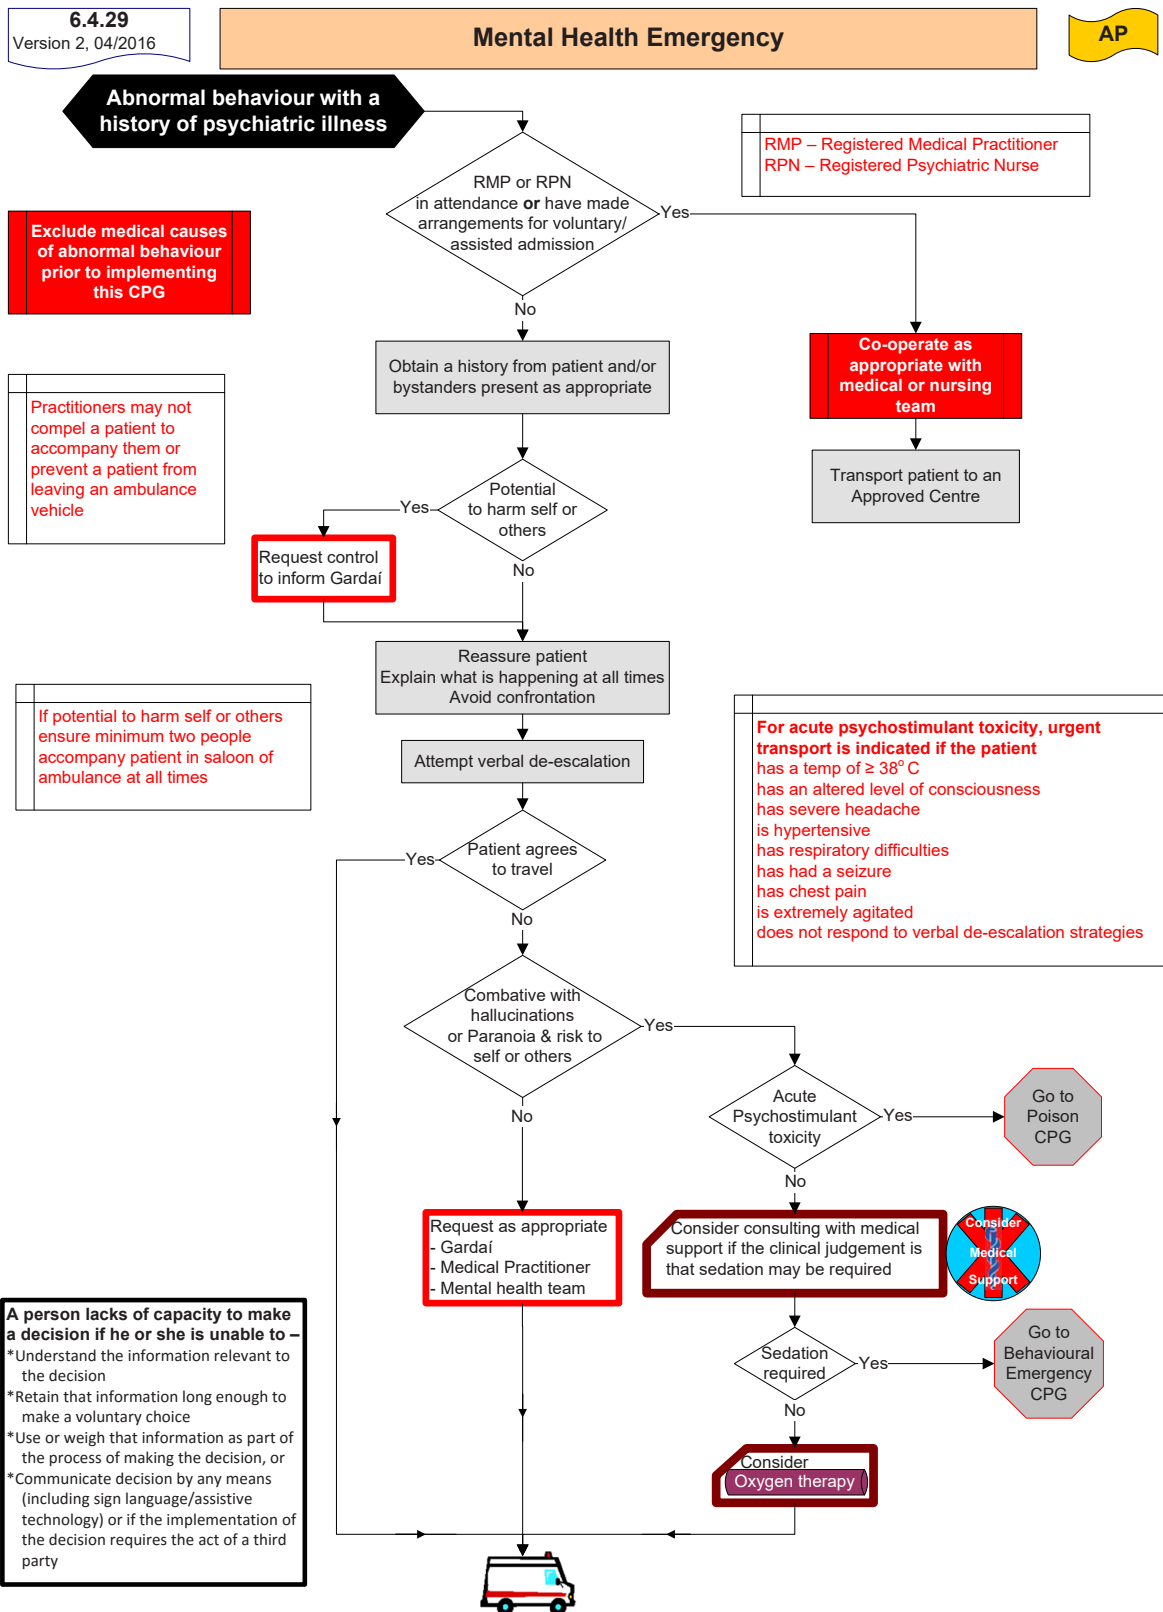 6.4.29
Version 2, 04/2016
Mental Health Emergency
AP
Abnormal behaviour with a
history of psychiatric illness
RMP – Registered Medical Practitioner
RPN – Registered Psychiatric Nurse
RMP or RPN
in attendance or have made
arrangements for voluntary/
assisted admission
Yes
No
Exclude medical causes
of abnormal behaviour
prior to implementing
this CPG
Co-operate as
appropriate with
medical or nursing
team
Obtain a history from patient and/or
bystanders present as appropriate
Practitioners may not
compel a patient to
accompany them or
prevent a patient from
leaving an ambulance
vehicle
Transport patient to an
Approved Centre
Potential
to harm self or
others
Yes
No
Request control
to inform Gardaí
Reassure patient
Explain what is happening at all times
Avoid confrontation
If potential to harm self or others
ensure minimum two people
accompany patient in saloon of
ambulance at all times
For acute psychostimulant toxicity, urgent
transport is indicated if the patient
has a temp of ≥ 38° C
has an altered level of consciousness
has severe headache
is hypertensive
has respiratory difficulties
has had a seizure
has chest pain
is extremely agitated
does not respond to verbal de-escalation strategies
Attempt verbal de-escalation
Patient agrees
to travel
Yes
No
Combative with
hallucinations
or Paranoia & risk to
self or others
Yes
No
Acute
Psychostimulant
toxicity
Yes
No
Go to
Poison
CPG
Request as appropriate
- Gardaí
- Medical Practitioner
- Mental health team
Consider consulting with medical
support if the clinical judgement is
that sedation may be required
Consider
Medical
Support
Sedation
required
Yes
No
Go to
Behavioural
Emergency
CPG
Consider
Oxygen therapy
A person lacks of capacity to make
a decision if he or she is unable to –
*Understand the information relevant to
the decision
*Retain that information long enough to
make a voluntary choice
*Use or weigh that information as part of
the process of making the decision, or
*Communicate decision by any means
(including sign language/assistive
technology) or if the implementation of
the decision requires the act of a third
party